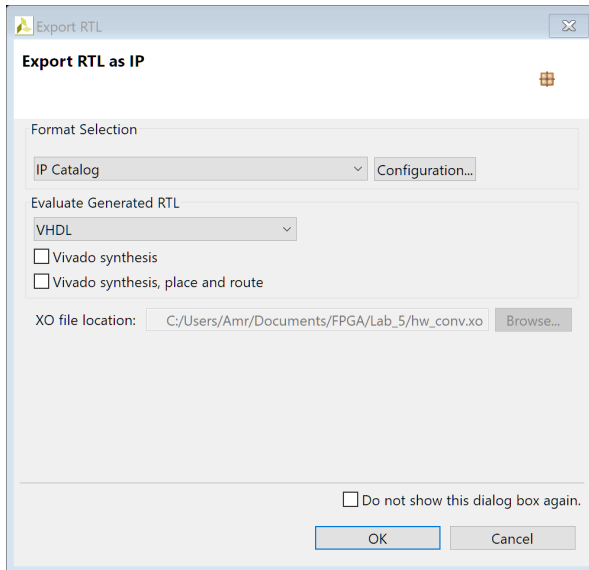 Export RTL
Export RTL as IP
Format Selection
IP Catalog
Configuration...
Evaluate Generated RTL
VHDL
Vivado synthesis
Vivado synthesis, place and route
XO file location: C:/Users/Amr/Documents/FPGA/Lab_5/hw_conv.xo Browse...
Do not show this dialog box again.
OK Cancel